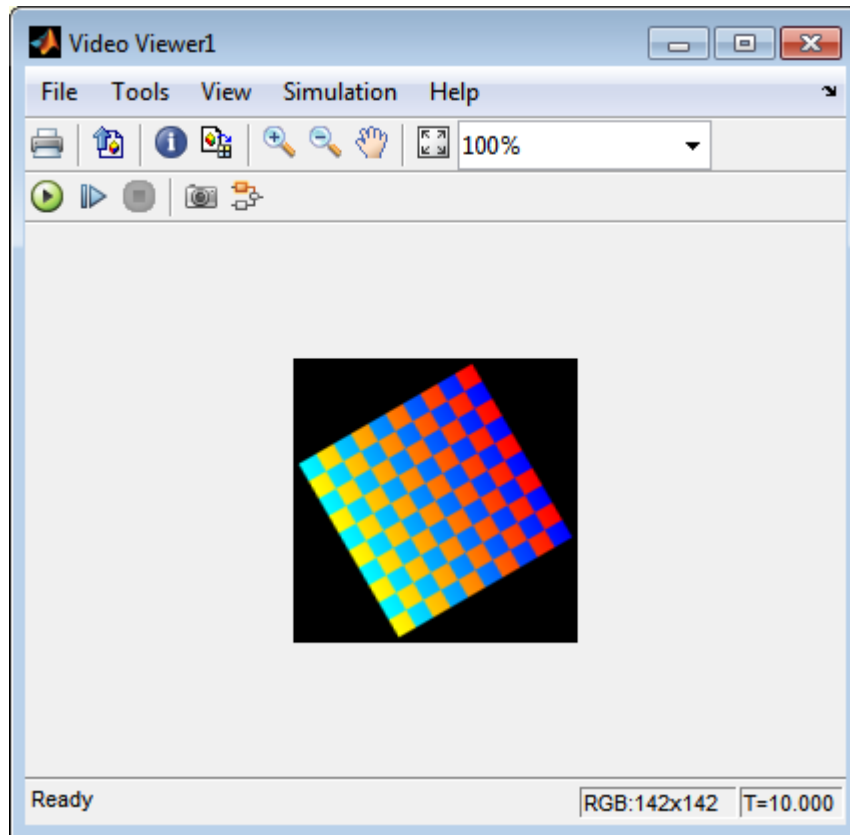 Video Viewer1
File Tools View Simulation Help
100%
Ready RGB:142x142 T=10.000